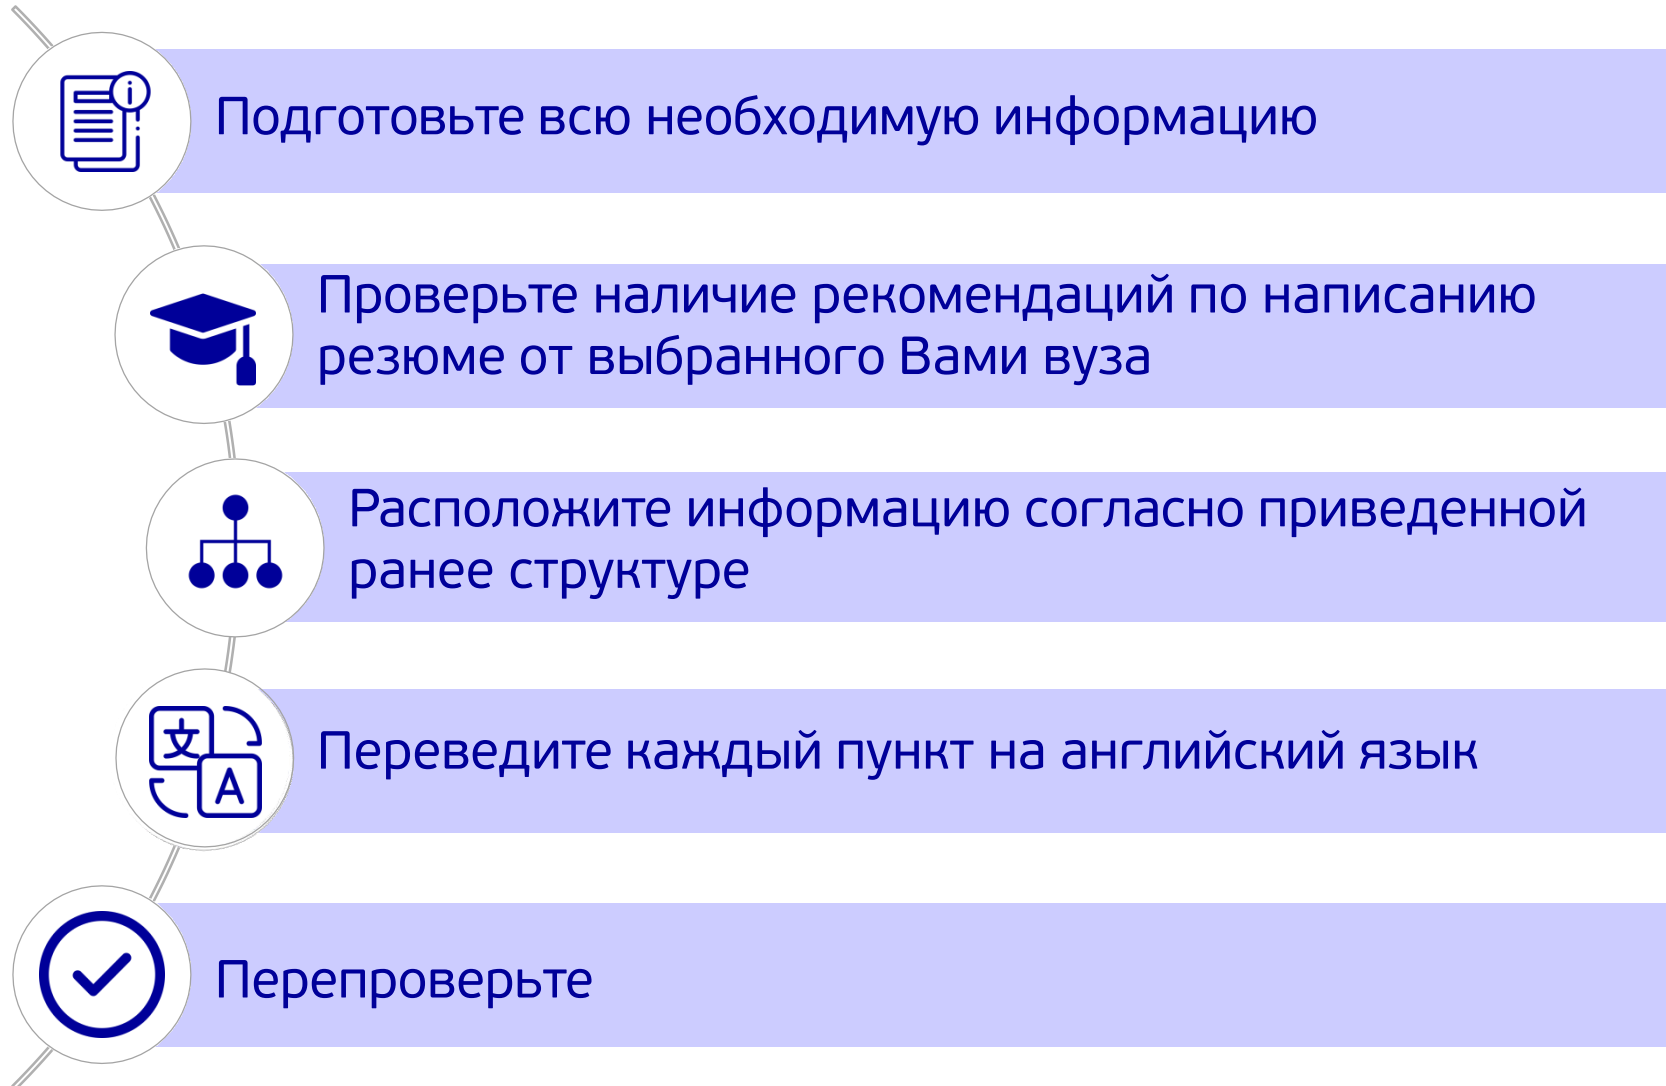 Подготовьте всю необходимую информацию
Проверьте наличие рекомендаций по написанию
резюме от выбранного Вами вуза
Расположите информацию согласно приведенной
ранее структуре
Переведите каждый пункт на английский язык
文
A
Перепроверьте